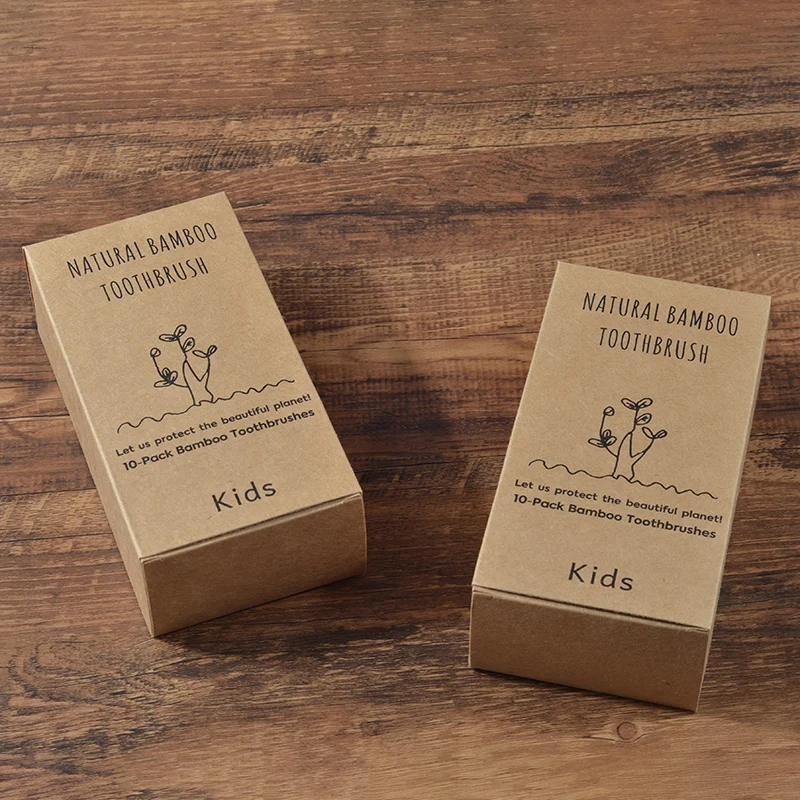 NATURAL BAMBOO
TOOTHBRUSH
Let us protect the beautiful planet!
10-Pack Bamboo Toothbrushes
Kids
NATURAL BAMBOO
TOOTHBRUSH
Let us protect the beautiful planet!
10-Pack Bamboo Toothbrushes
Kids